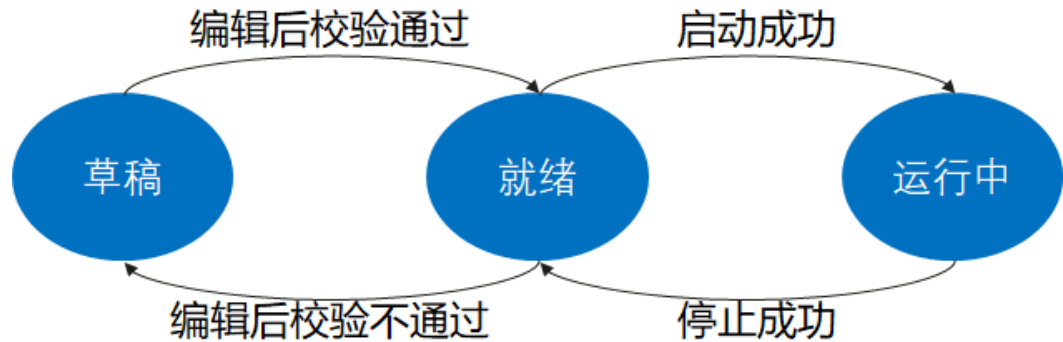 编辑后校验通过
启动成功
草稿
就绪
运行中
编辑后校验不通过
停止成功